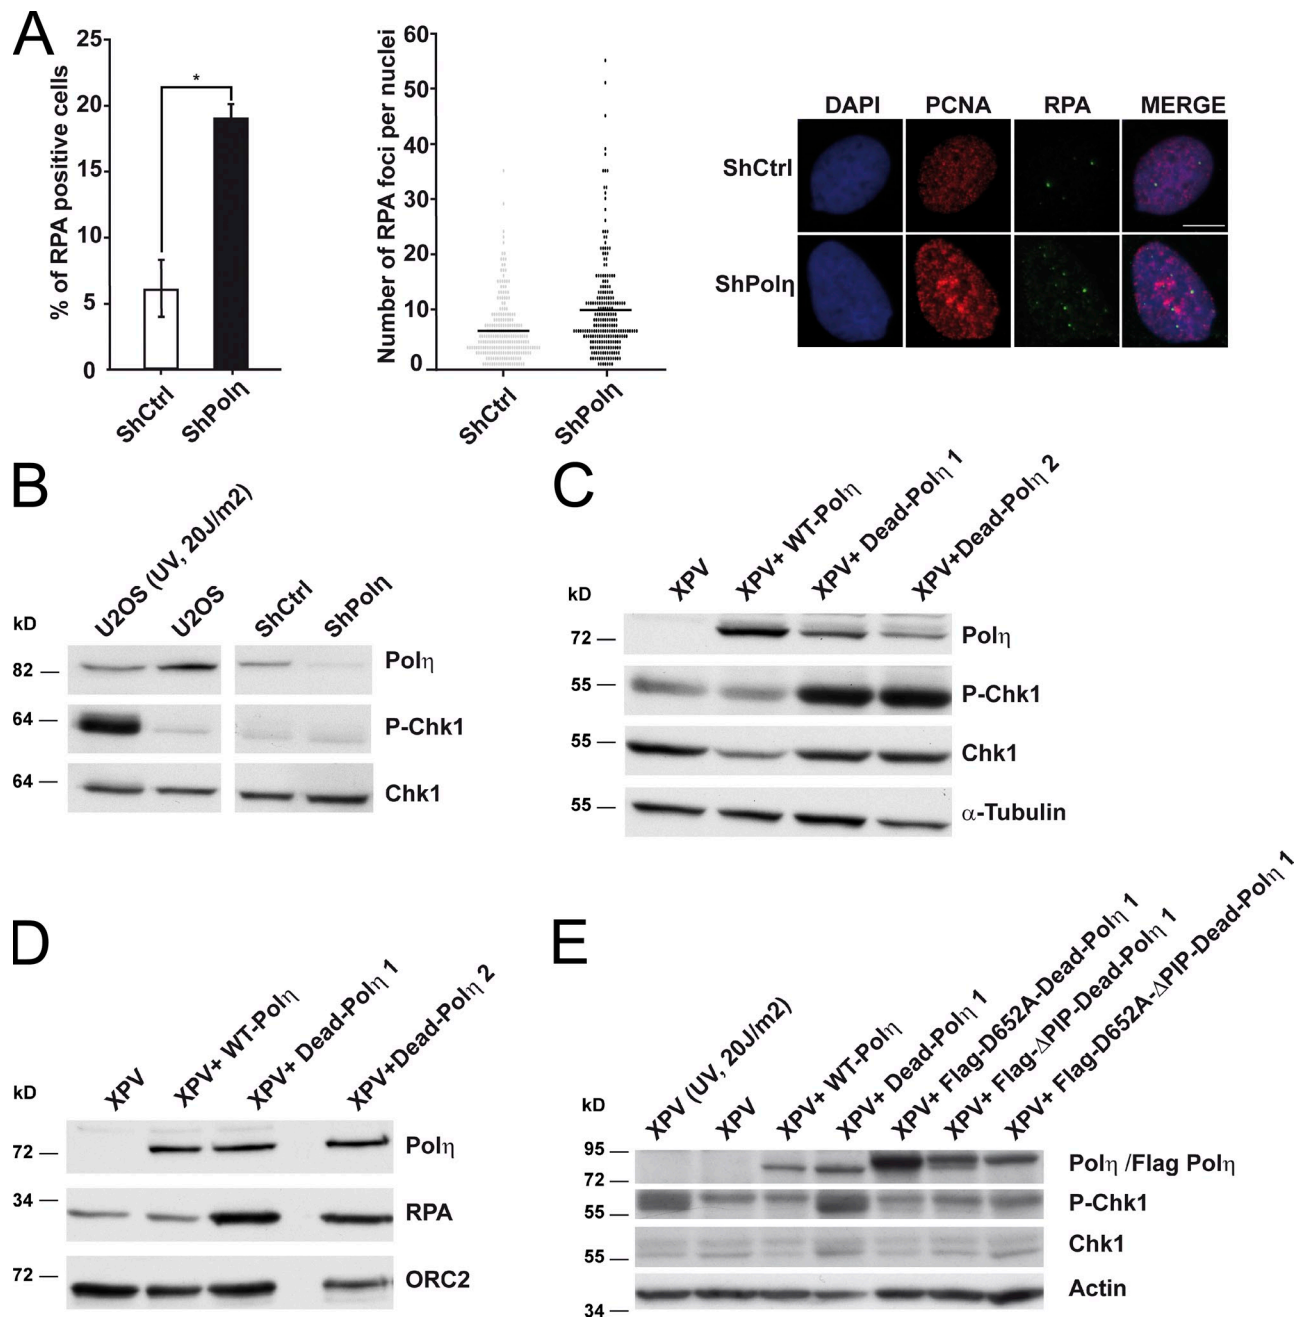 A
% of RPA positive cells
25
20
15
10
5
0
*
ShCtrl
ShPolη
Number of RPA foci per nuclei
60
50
40
30
20
10
0
ShCtrl
ShPolη
DAPI PCNA RPA MERGE
ShCtrl
ShPolη
B
U2OS (UV, 20J/m2)
U2OS
ShCtrl
ShPolη
kD
82
Polη
64
P-Chk1
64
Chk1
C
XPV
XPV+ WT-Polη
XPV+ Dead-Polη 1
XPV+Dead-Polη 2
kD
72
Polη
55
P-Chk1
55
Chk1
55
α-Tubulin
D
XPV
XPV+ WT-Polη
XPV+ Dead-Polη 1
XPV+Dead-Polη 2
kD
72
Polη
34
RPA
72
ORC2
E
XPV (UV, 20J/m2)
XPV
XPV+ WT-Polη
XPV+ Dead-Polη 1
XPV+ Flag-D652A-Dead-Polη 1
XPV+ Flag-ΔPIP-Dead-Polη 1
XPV+ Flag-D652A-ΔPIP-Dead-Polη 1
kD
95
72
Polη /Flag Polη
55
P-Chk1
55
Chk1
34
Actin